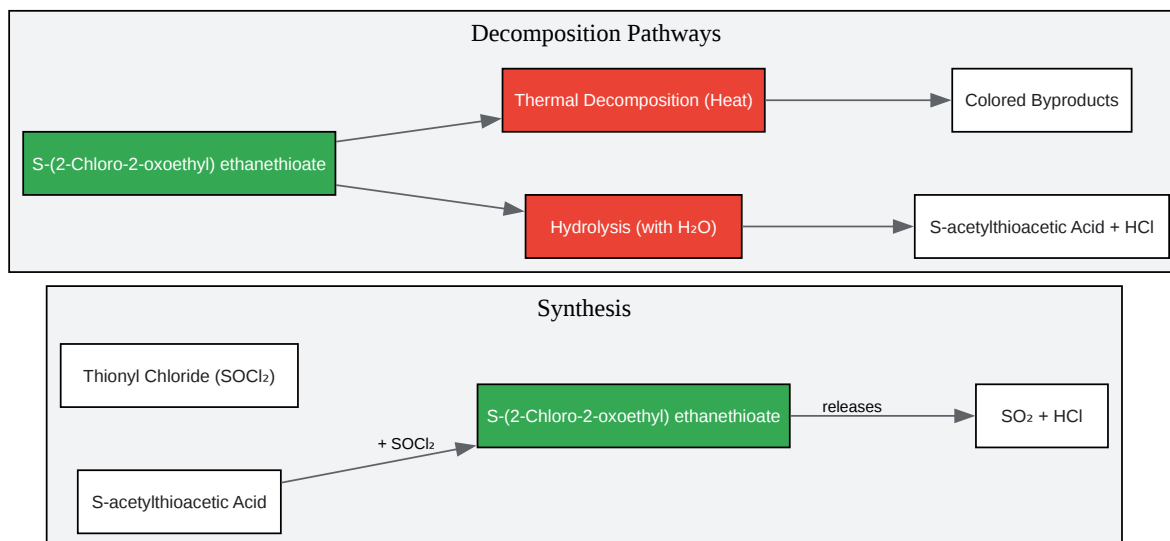 Decomposition Pathways
Thermal Decomposition (Heat)
Colored Byproducts
S-(2-Chloro-2-oxoethyl) ethanethioate
Hydrolysis (with H₂O)
S-acetylthioacetic Acid + HCl
Synthesis
Thionyl Chloride (SOCl₂)
S-(2-Chloro-2-oxoethyl) ethanethioate
releases
SO₂ + HCl
+ SOCl₂
S-acetylthioacetic Acid